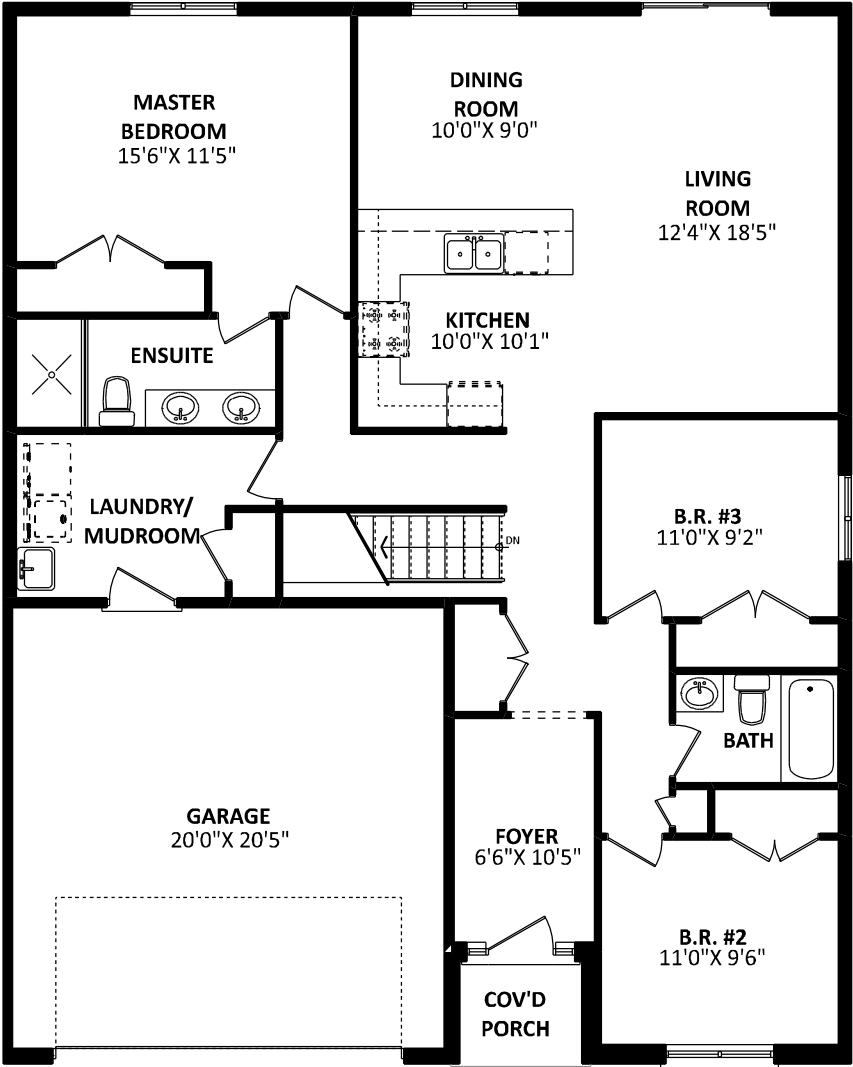 MASTER
BEDROOM
15'6"X 11'5"
DINING
ROOM
10'0"X 9'0"
LIVING
ROOM
12'4"X 18'5"
KITCHEN
10'0"X 10'1"
ENSUITE
LAUNDRY/
MUDROOM
DN
B.R. #3
11'0"X 9'2"
BATH
GARAGE
20'0"X 20'5"
FOYER
6'6"X 10'5"
B.R. #2
11'0"X 9'6"
COV'D
PORCH